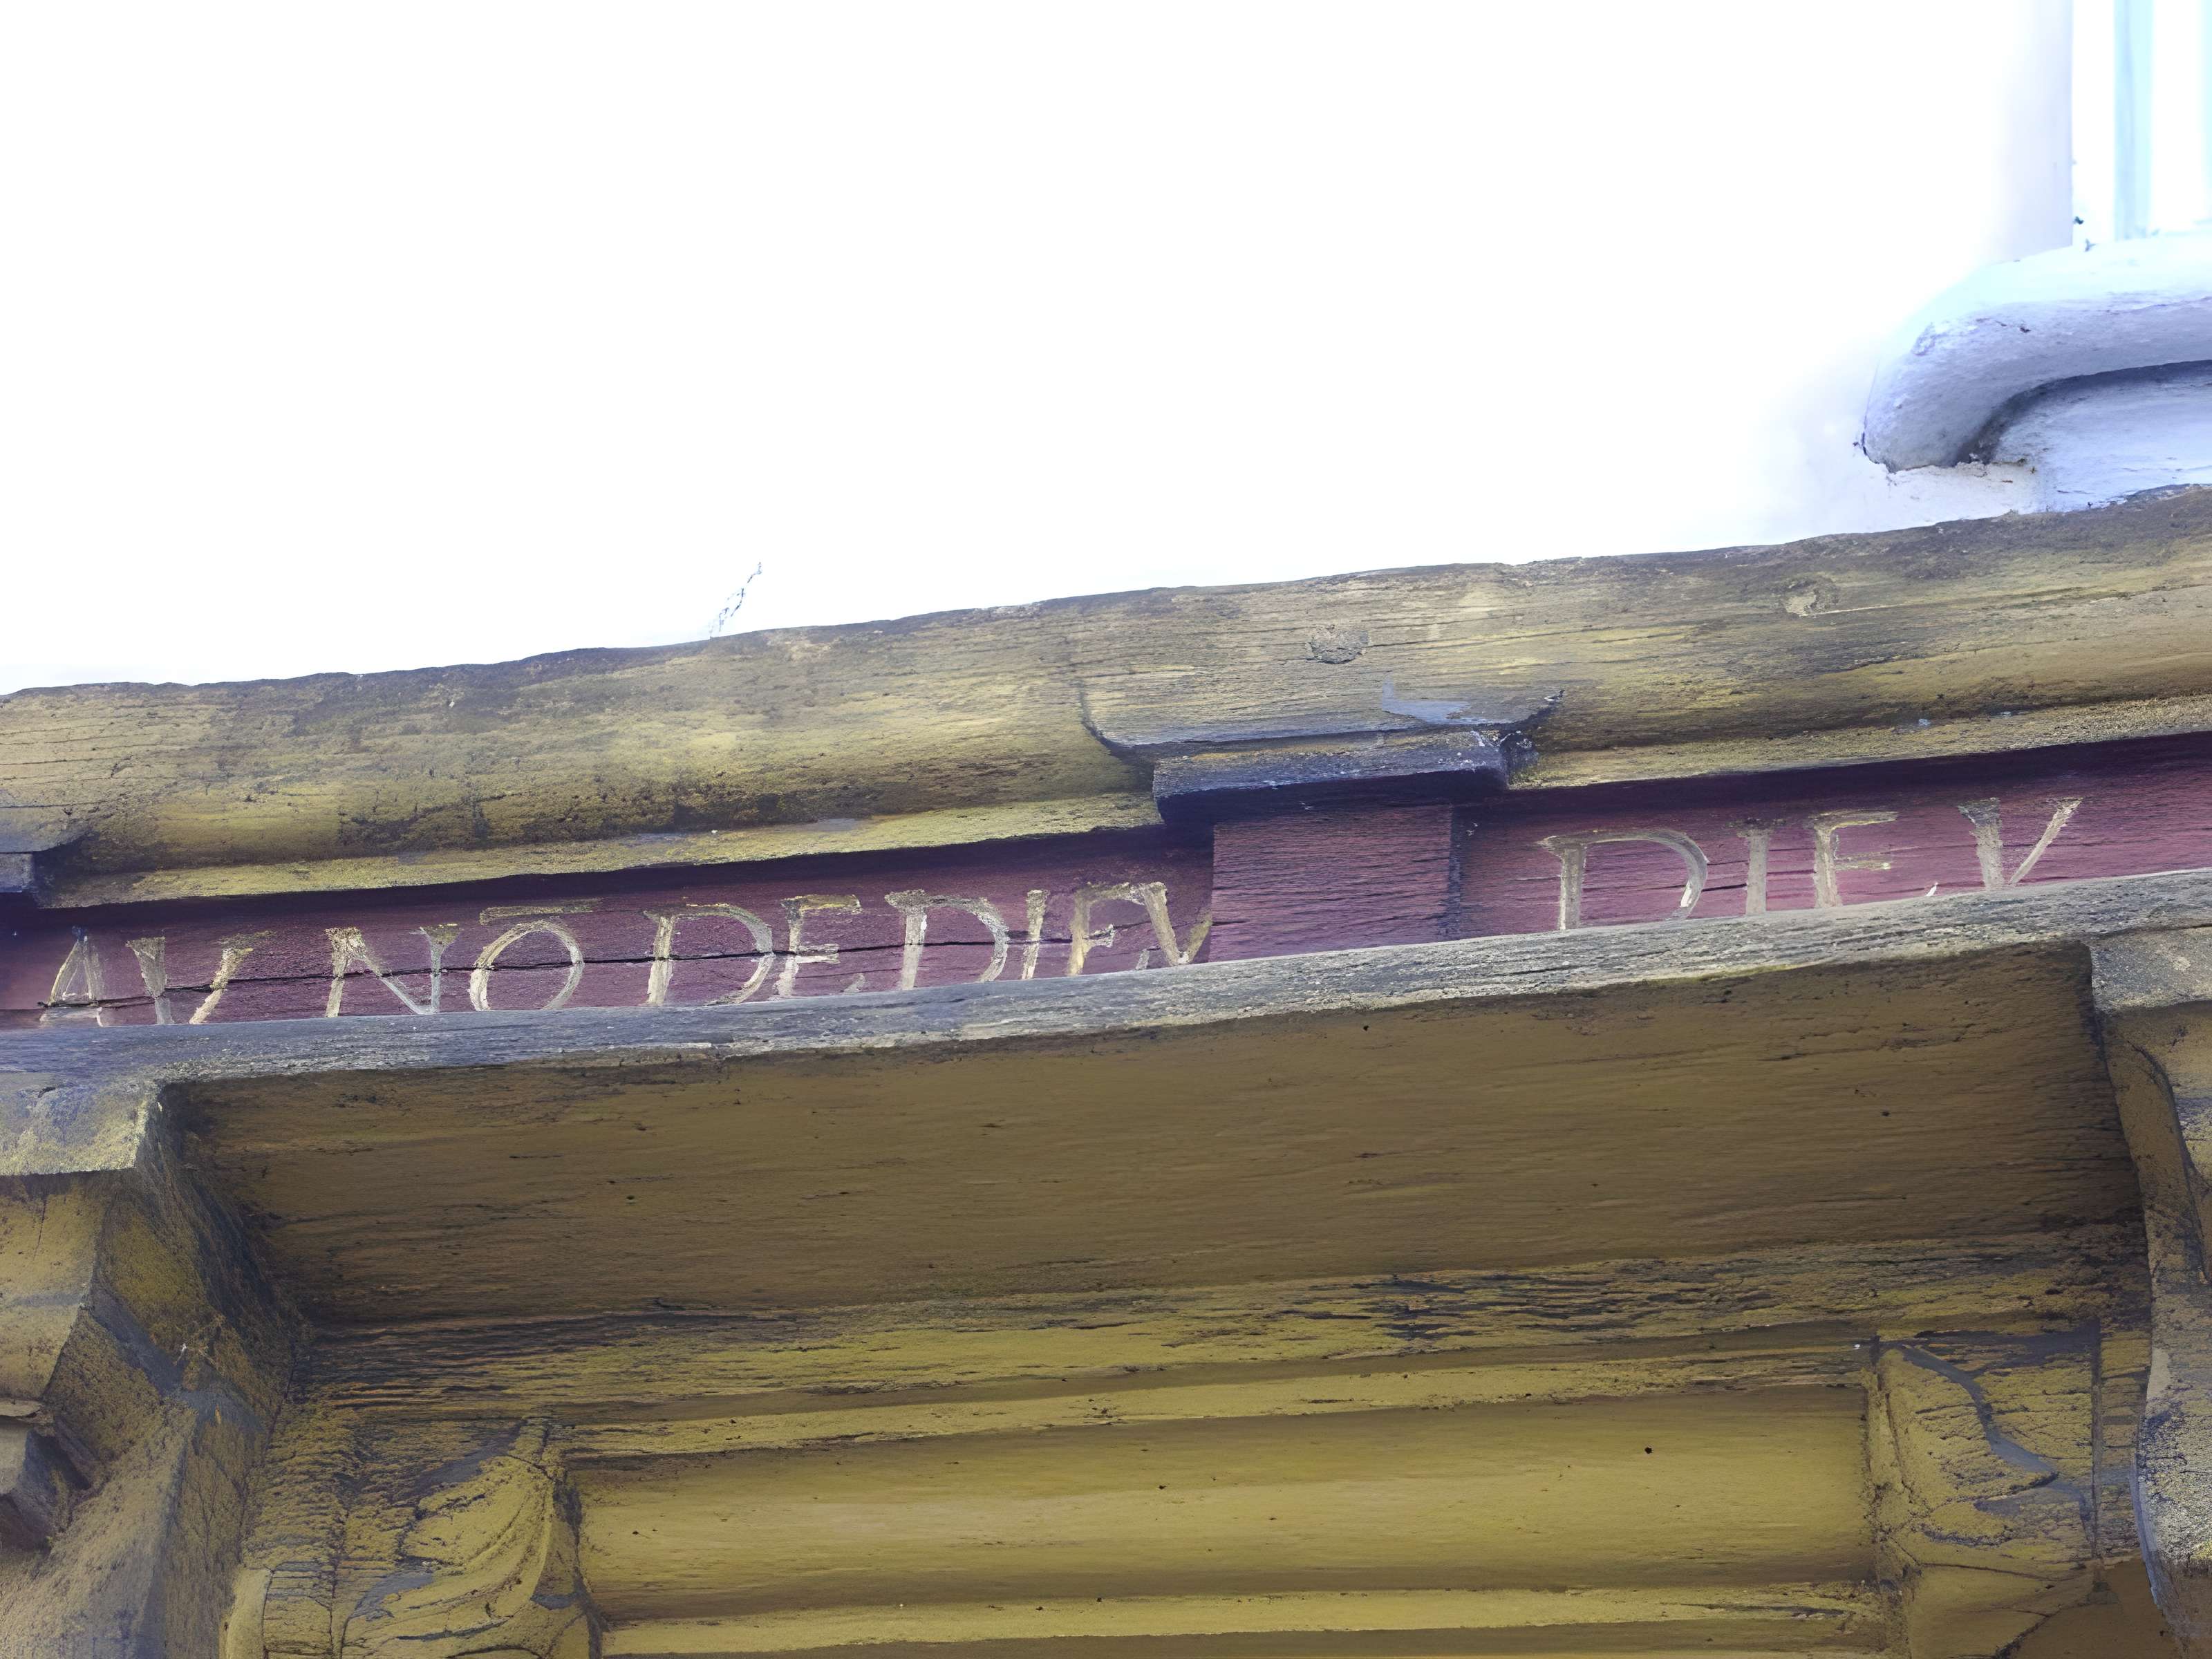 AV NŌ DE DIEV DIEV